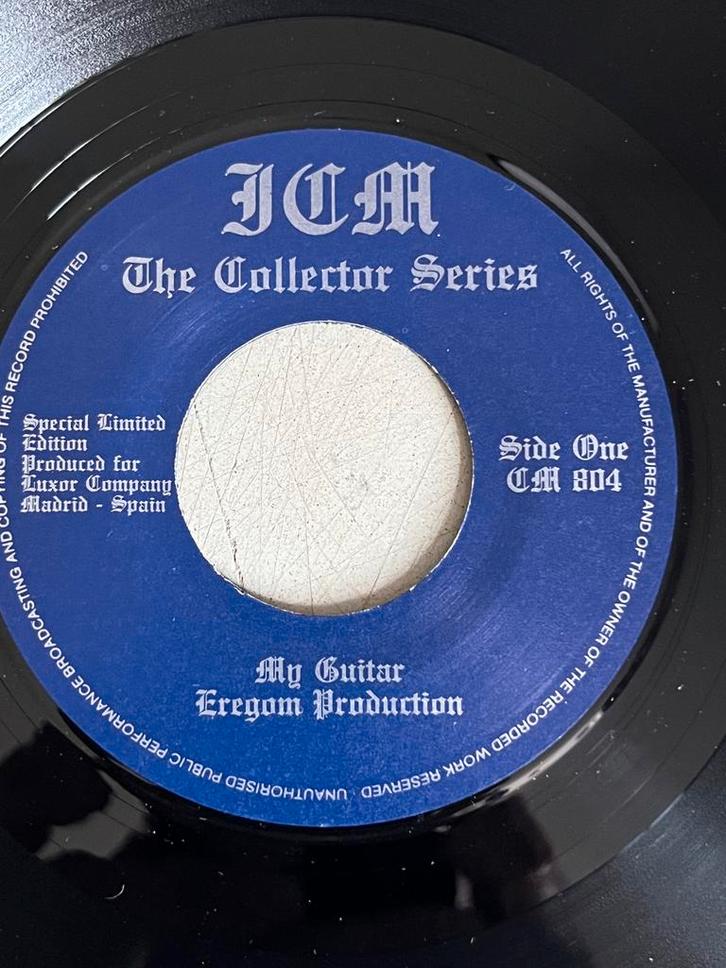 JCM
The Collector Series
Special Limited
Edition
Produced for
Luxor Company
Madrid - Spain
Side One
CM 804
My Guitar
Eregom Production
ALL RIGHTS OF THE MANUFACTURER AND OF THE OWNER OF THE RECORDED WORK RESERVED UNAUTHORISED PUBLIC PERFORMANCE BROADCASTING AND COPYING OF THIS RECORD PROHIBITED